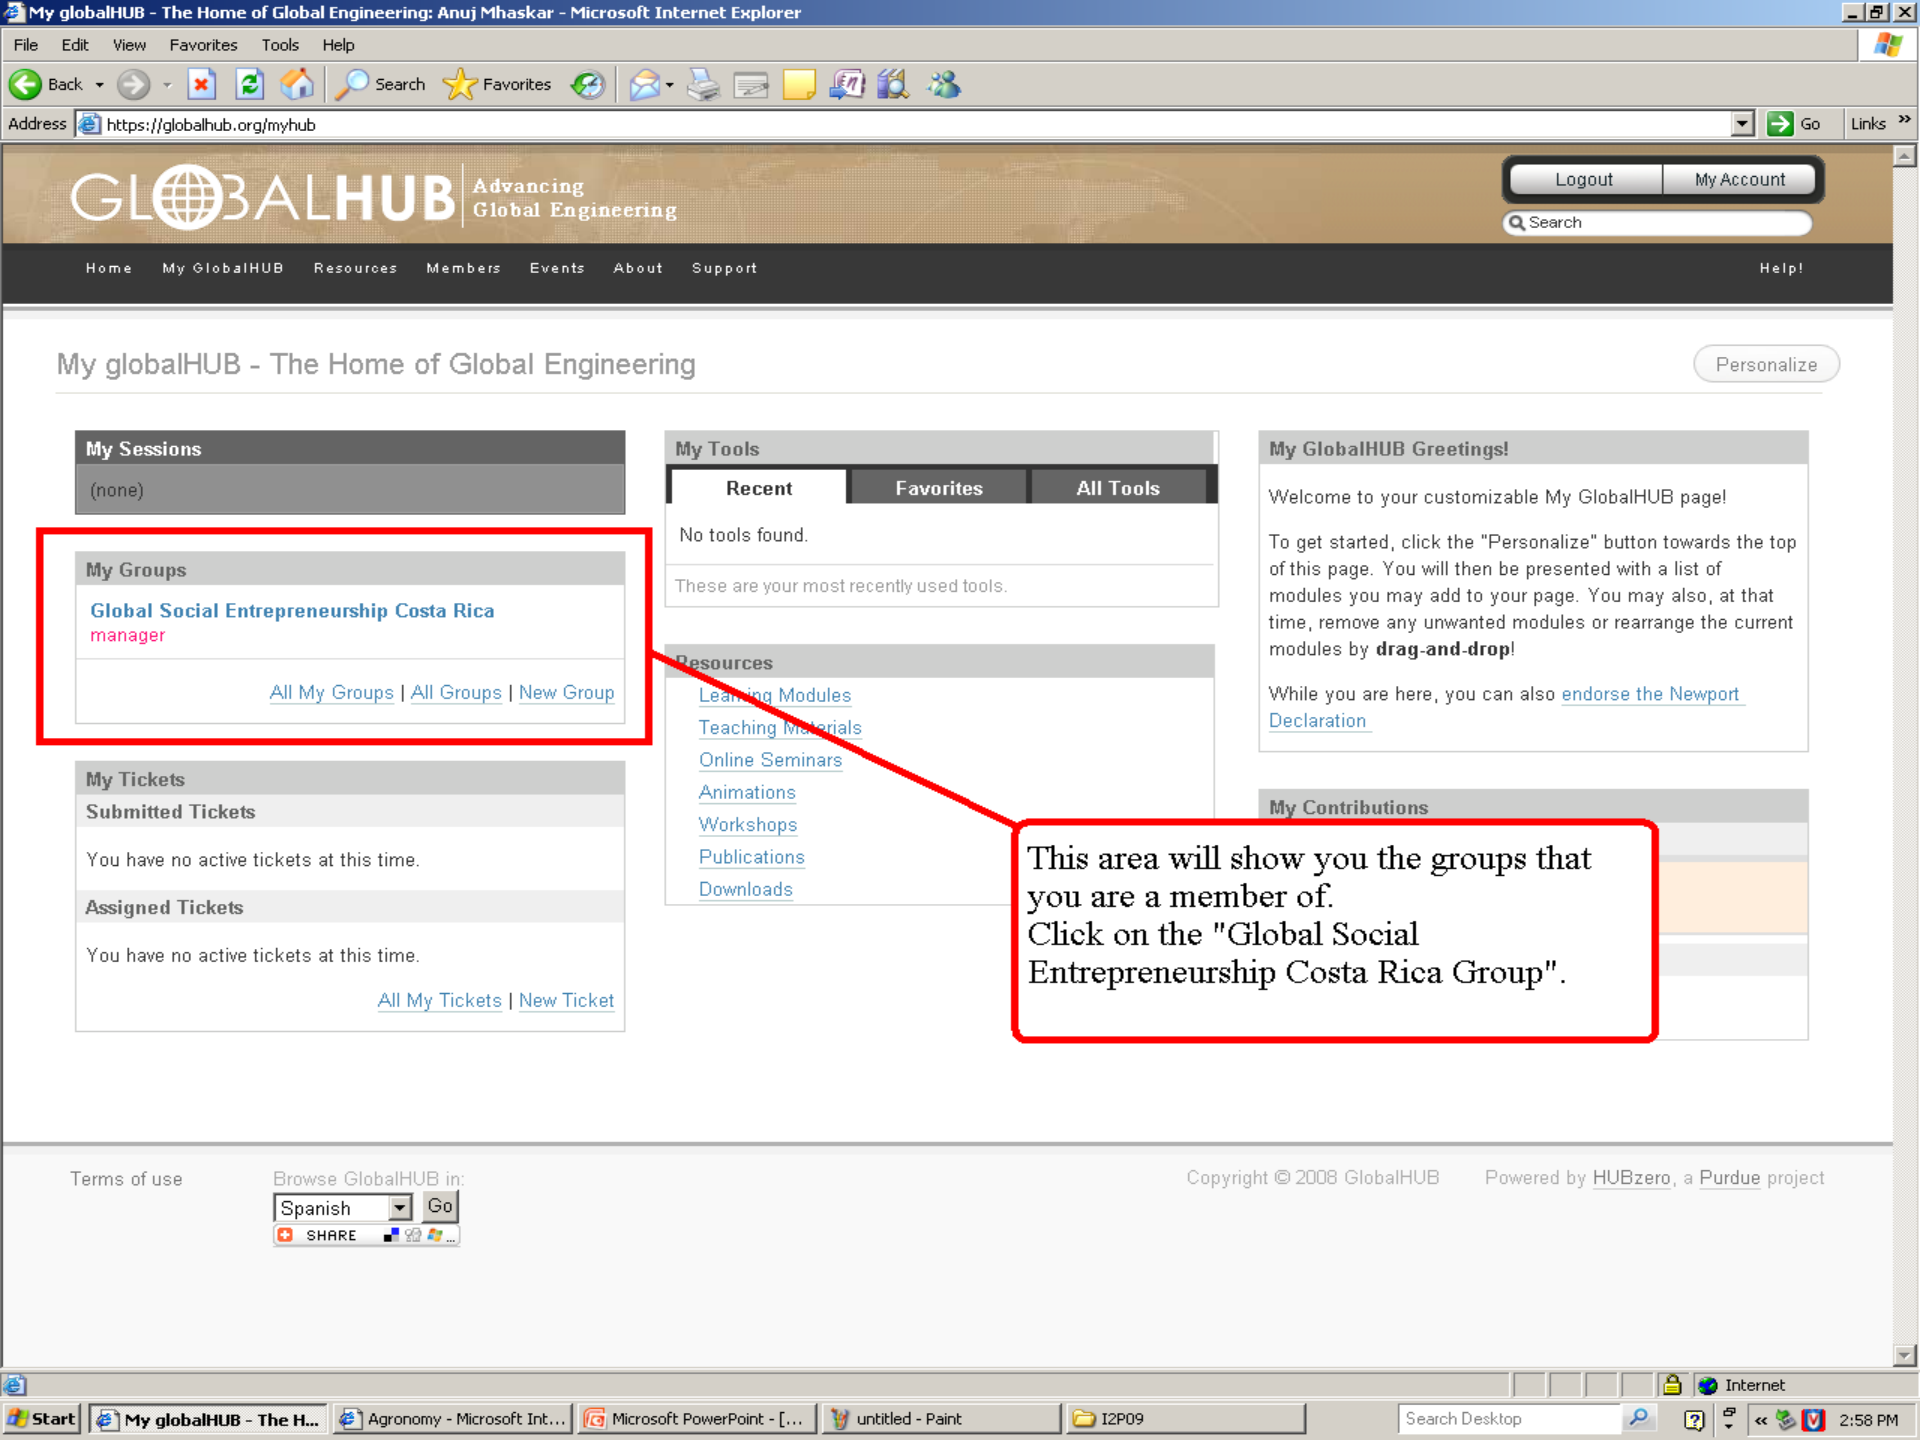 My globalHUB - The Home of Global Engineering: Anuj Mhaskar - Microsoft Internet Explorer
File Edit View Favorites Tools Help
Back Search Favorites
Address https://globalhub.org/myhub Go Links »
GLOBALHUB Advancing
Global Engineering
Logout My Account
Search
Home My GlobalHUB Resources Members Events About Support Help!
My globalHUB - The Home of Global Engineering Personalize
My Sessions
(none)
My Groups
Global Social Entrepreneurship Costa Rica
manager
All My Groups | All Groups | New Group
My Tickets
Submitted Tickets
You have no active tickets at this time.
Assigned Tickets
You have no active tickets at this time.
All My Tickets | New Ticket
My Tools
Recent Favorites All Tools
No tools found.
These are your most recently used tools.
Resources
Learning Modules
Teaching Materials
Online Seminars
Animations
Workshops
Publications
Downloads
My GlobalHUB Greetings!
Welcome to your customizable My GlobalHUB page!
To get started, click the "Personalize" button towards the top
of this page. You will then be presented with a list of
modules you may add to your page. You may also, at that
time, remove any unwanted modules or rearrange the current
modules by drag-and-drop!
While you are here, you can also endorse the Newport
Declaration
My Contributions
This area will show you the groups that
you are a member of.
Click on the "Global Social
Entrepreneurship Costa Rica Group".
Terms of use
Browse GlobalHUB in:
Spanish Go
SHARE ...
Copyright © 2008 GlobalHUB Powered by HUBzero, a Purdue project
Internet
Start My globalHUB - The H... Agronomy - Microsoft Int... Microsoft PowerPoint - [... untitled - Paint I2P09 Search Desktop « 2:58 PM